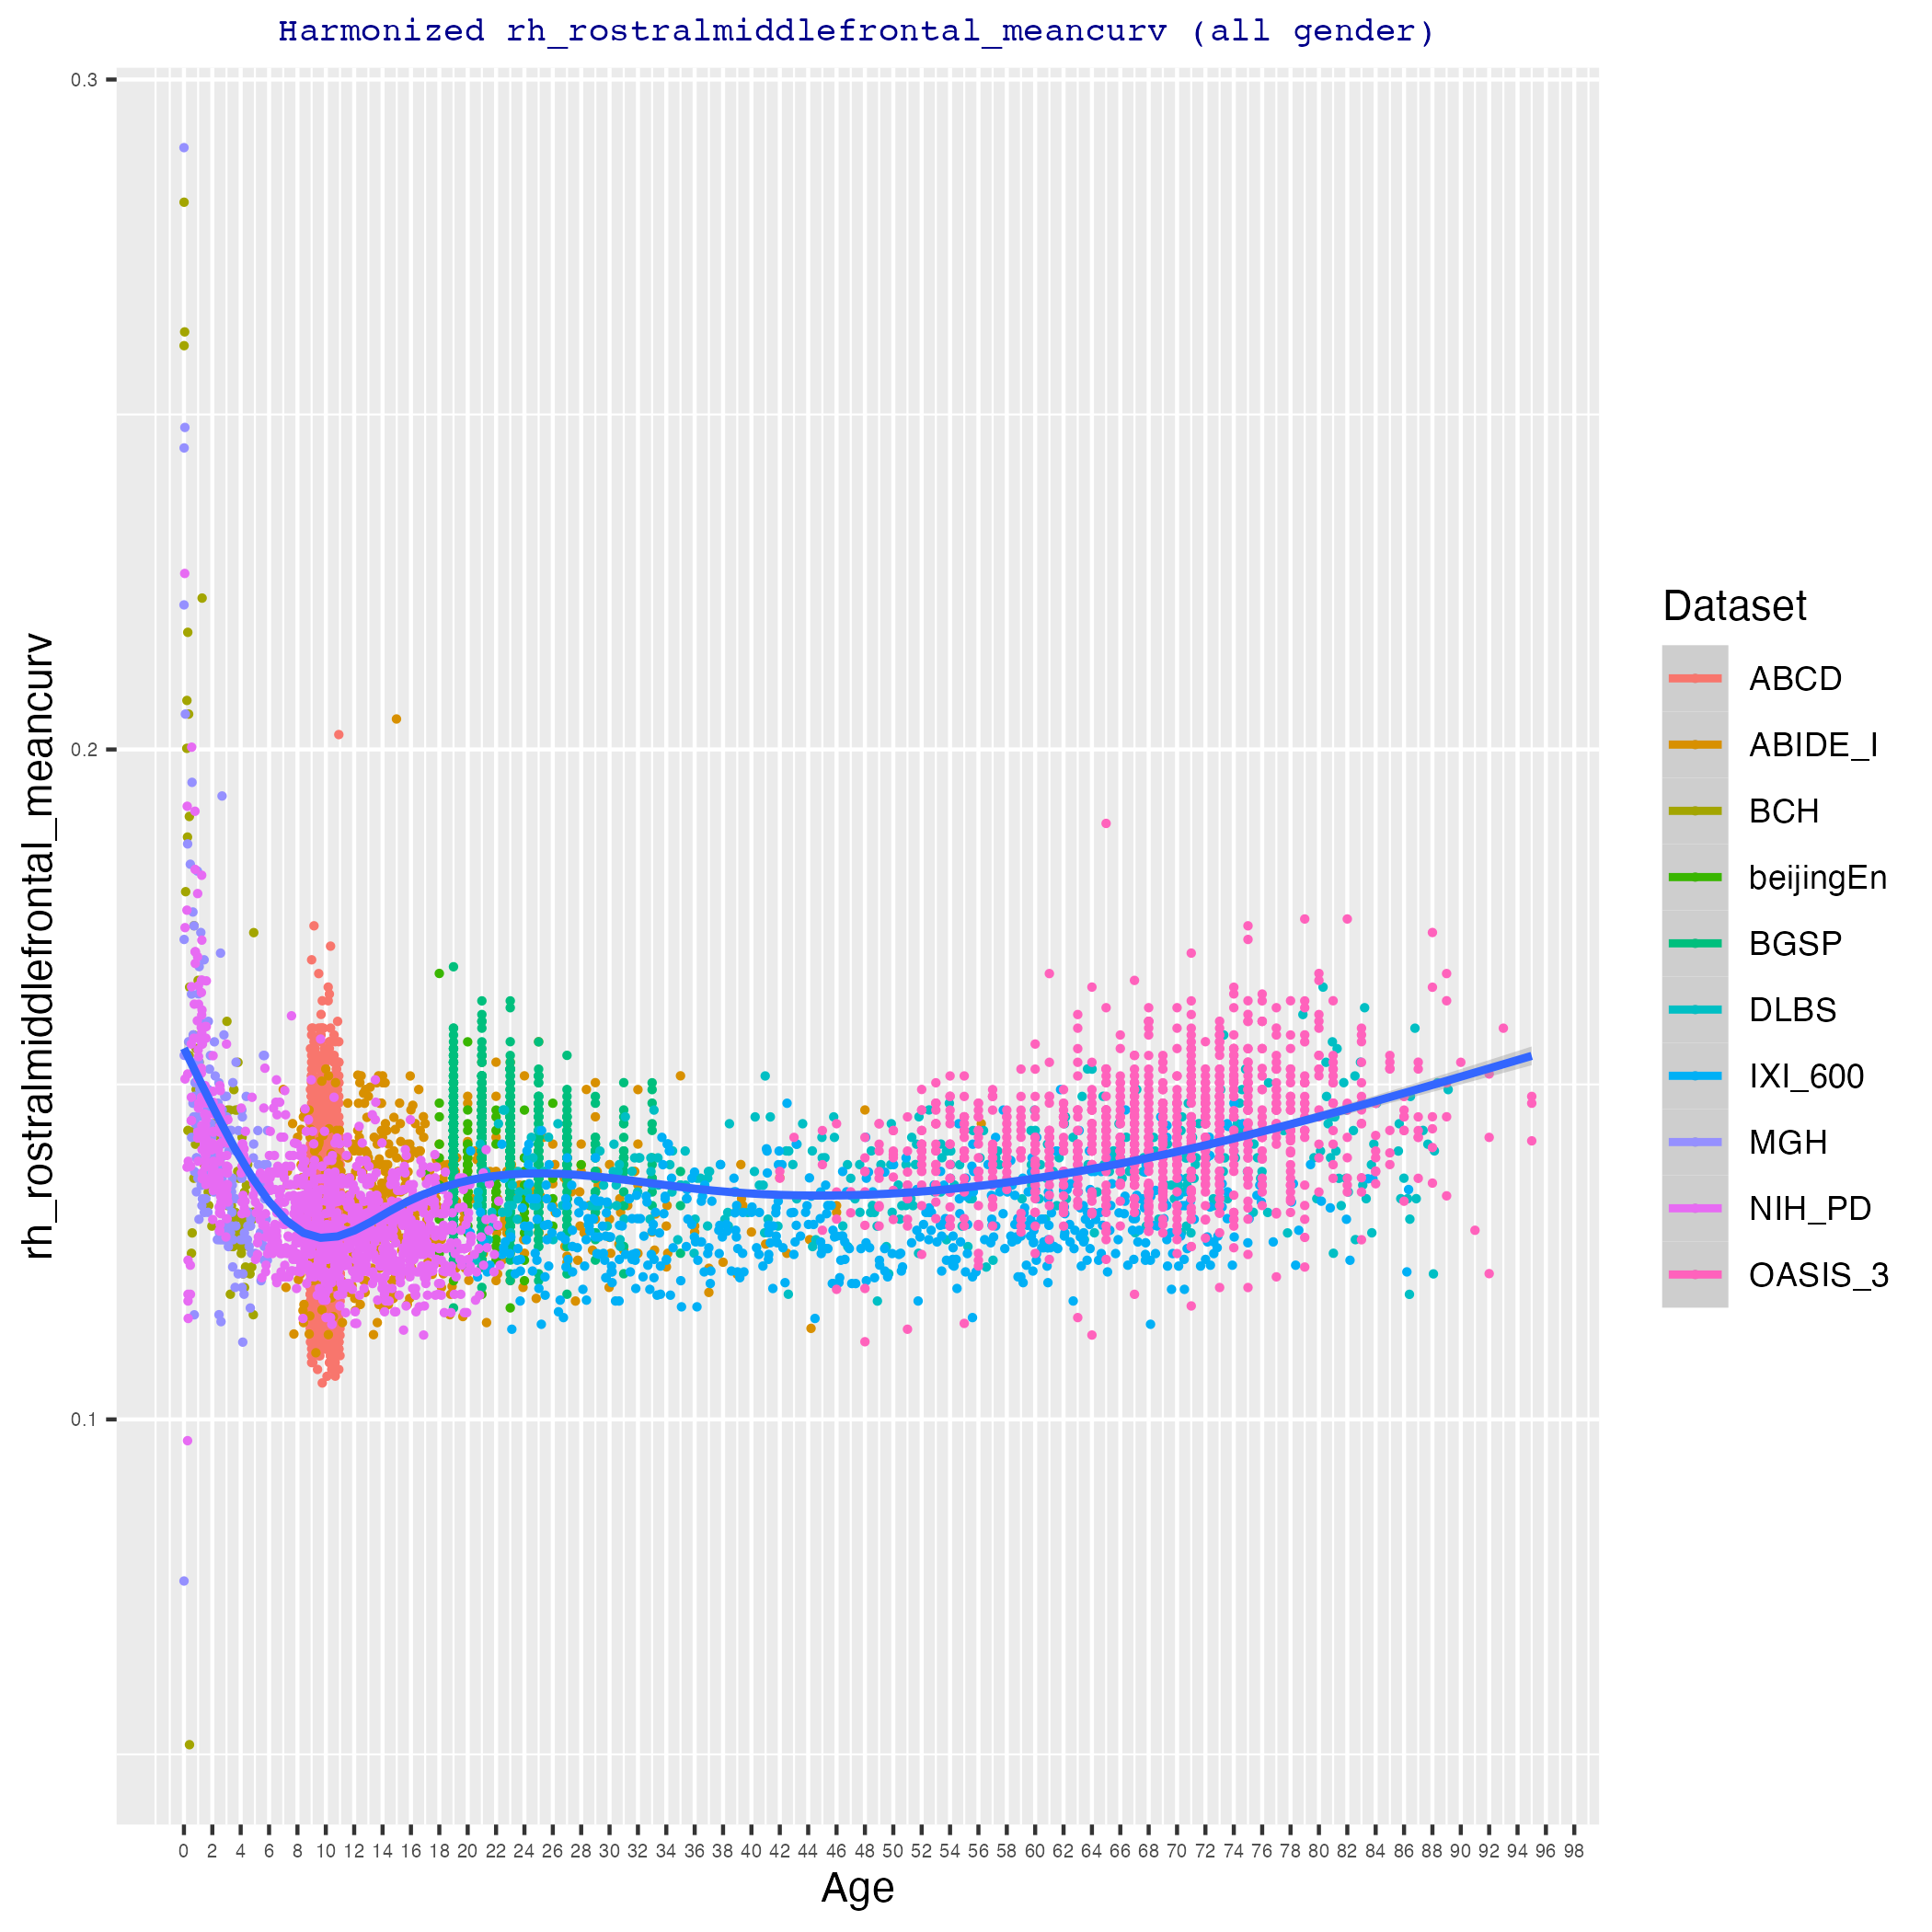 Harmonized rh_rostralmiddlefrontal_meancurv (all gender)
rh_rostralmiddlefrontal_meancurv
0.3
0.2
0.1
0 2 4 6 8 10 12 14 16 18 20 22 24 26 28 30 32 34 36 38 40 42 44 46 48 50 52 54 56 58 60 62 64 66 68 70 72 74 76 78 80 82 84 86 88 90 92 94 96 98
Age
Dataset
ABCD
ABIDE_I
BCH
beijingEn
BGSP
DLBS
IXI_600
MGH
NIH_PD
OASIS_3